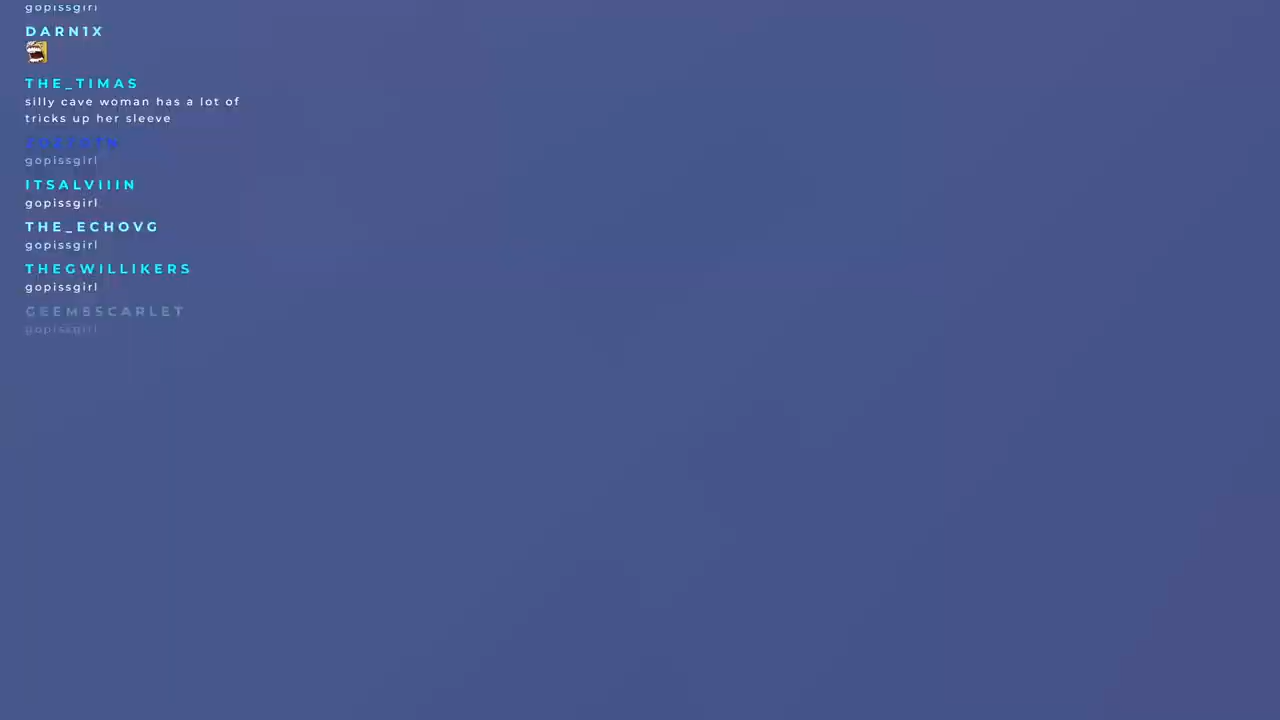 gopissgirl
DARN1X
THE_TIMAS
silly cave woman has a lot of
tricks up her sleeve
gopissgirl
ITSALVIIIN
gopissgirl
THE_ECHOVG
gopissgirl
THEGWILLIKERS
gopissgirl
GEEMSSCARLET
gopissgirl